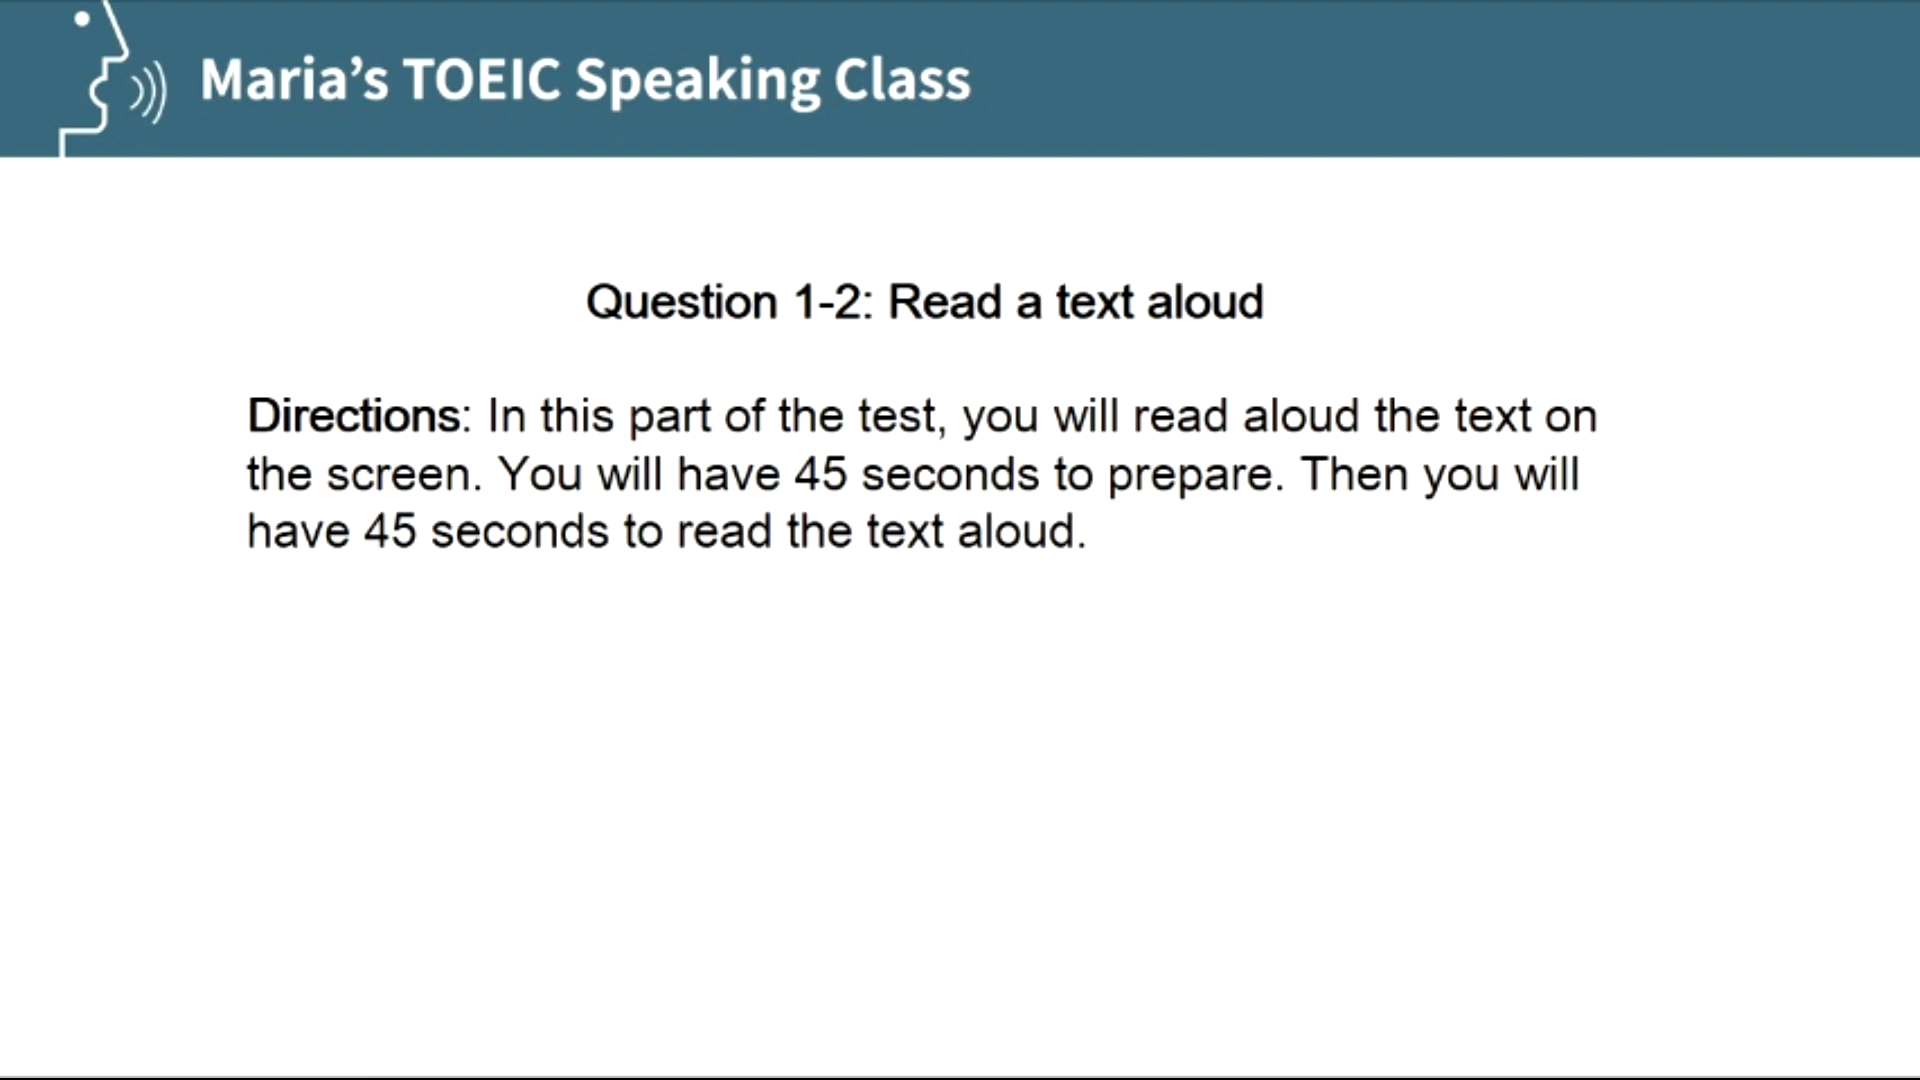 Maria’s TOEIC Speaking Class
Question 1-2: Read a text aloud
Directions: In this part of the test, you will read aloud the text on
the screen. You will have 45 seconds to prepare. Then you will
have 45 seconds to read the text aloud.